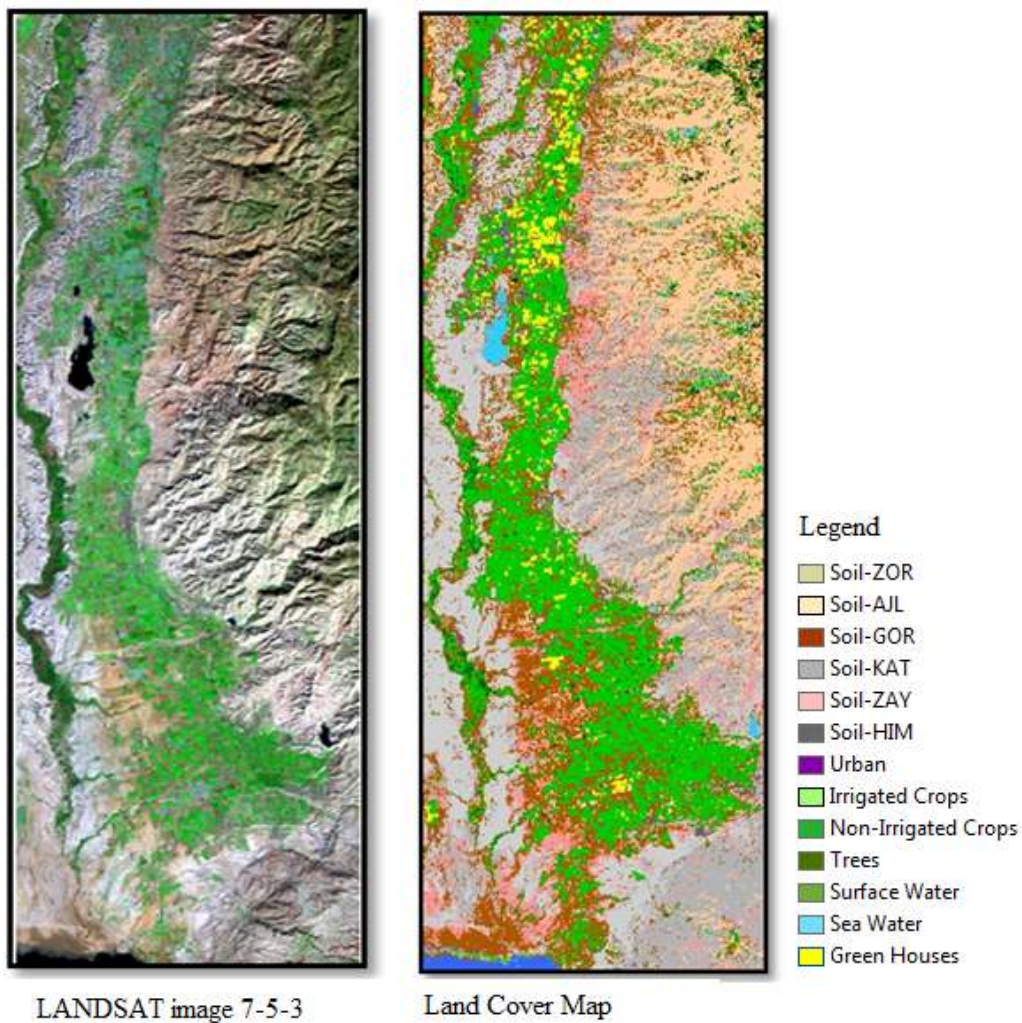 Legend
Soil-ZOR
Soil-AJL
Soil-GOR
Soil-KAT
Soil-ZAY
Soil-HIM
Urban
Irrigated Crops
Non-Irrigated Crops
Trees
Surface Water
Sea Water
Green Houses
LANDSAT image 7-5-3
Land Cover Map